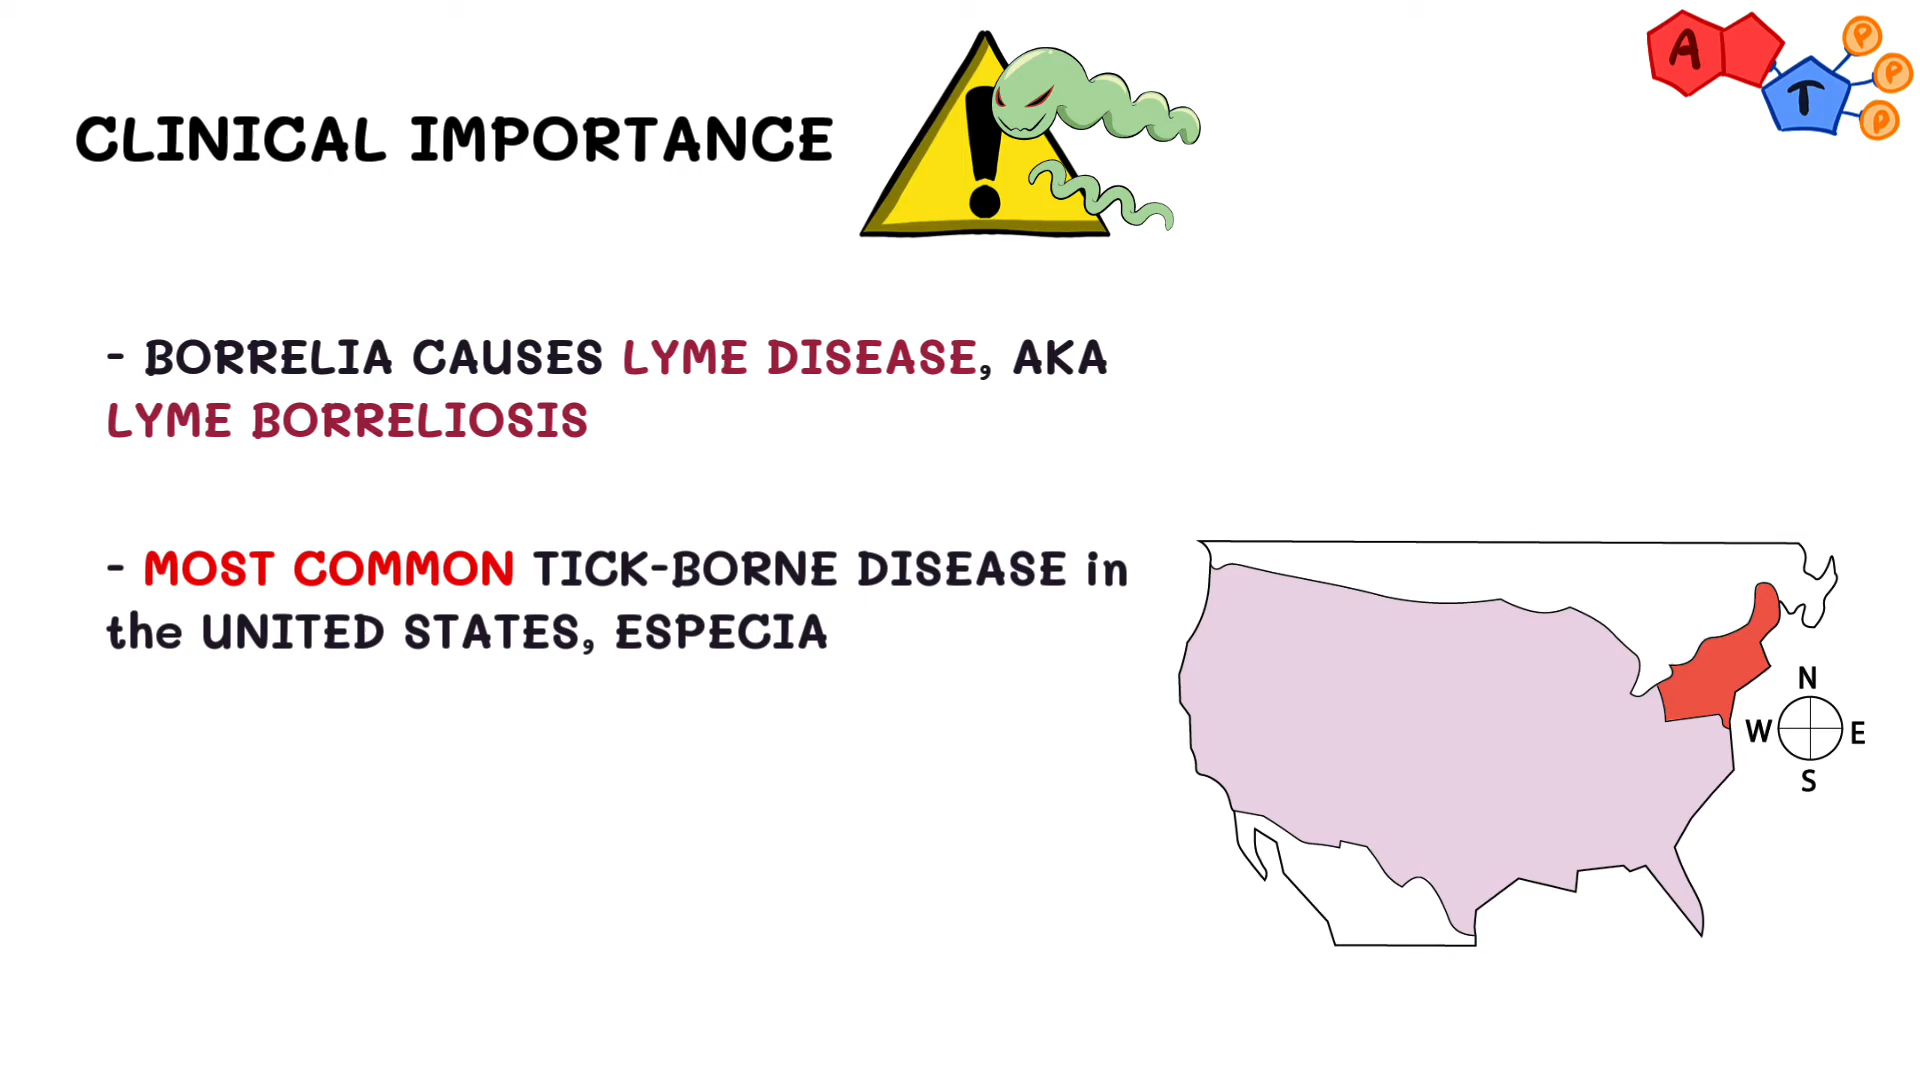 CLINICAL IMPORTANCE
!
A
T
P
P
P
- BORRELIA CAUSES LYME DISEASE, AKA
LYME BORRELIOSIS
- MOST COMMON TICK-BORNE DISEASE in
the UNITED STATES, ESPECIA
N
W E
S